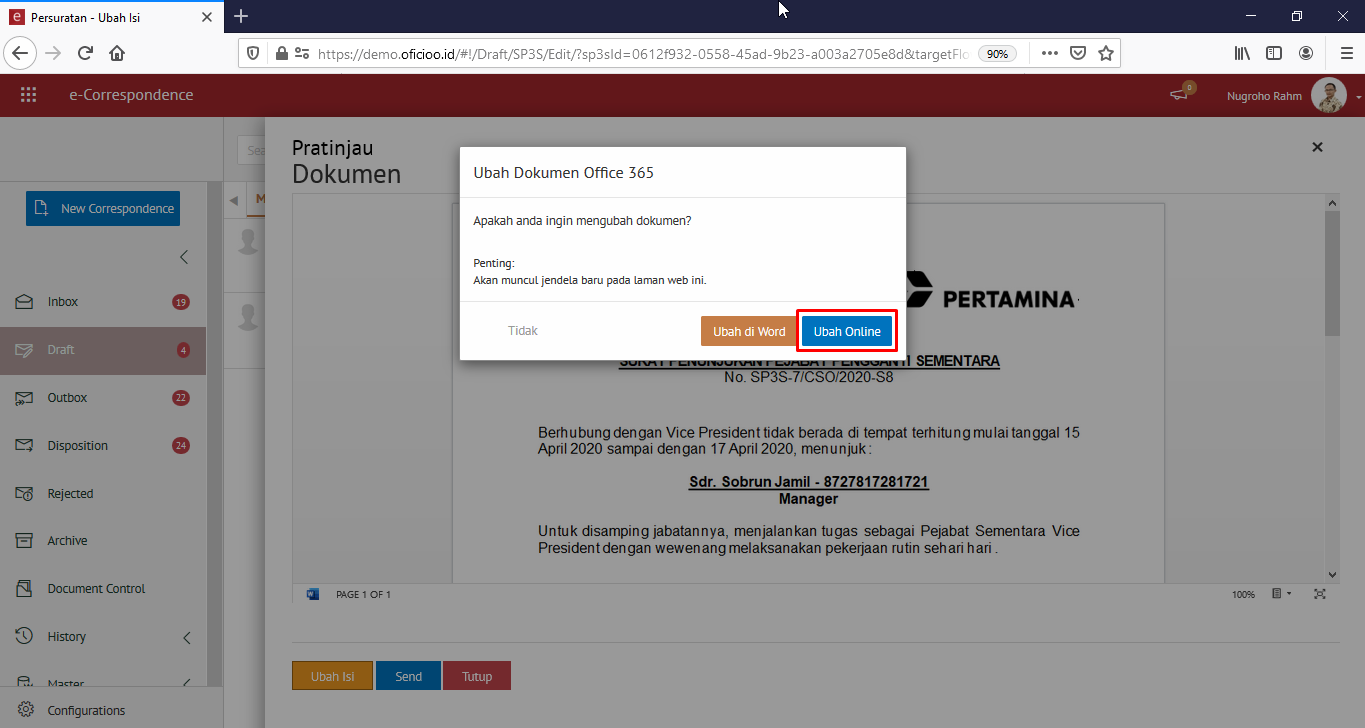 Persuratan - Ubah Isi
https://demo.oficioo.id/#!/Draft/SP3S/Edit/?sp3sId=0612f932-0558-45ad-9b23-a003a2705e8d&targetFlo
90%
e-Correspondence
0
Nugroho Rahm
New Correspondence
Inbox 19
Draft 4
Outbox 22
Disposition 24
Rejected
Archive
Document Control
History
Master
Configurations
Sea
M
Pratinjau
Dokumen
Ubah Dokumen Office 365
Apakah anda ingin mengubah dokumen?
Penting:
Akan muncul jendela baru pada laman web ini.
Tidak
Ubah di Word
Ubah Online
PERTAMINA
SURAT PENUNJUKAN PEJABAT PENGGANTI SEMENTARA
No. SP3S-7/CSO/2020-S8
Berhubung dengan Vice President tidak berada di tempat terhitung mulai tanggal 15
April 2020 sampai dengan 17 April 2020, menunjuk :
Sdr. Sobrun Jamil - 8727817281721
Manager
Untuk disamping jabatannya, menjalankan tugas sebagai Pejabat Sementara Vice
President dengan wewenang melaksanakan pekerjaan rutin sehari hari .
PAGE 1 OF 1
100%
Ubah Isi
Send
Tutup